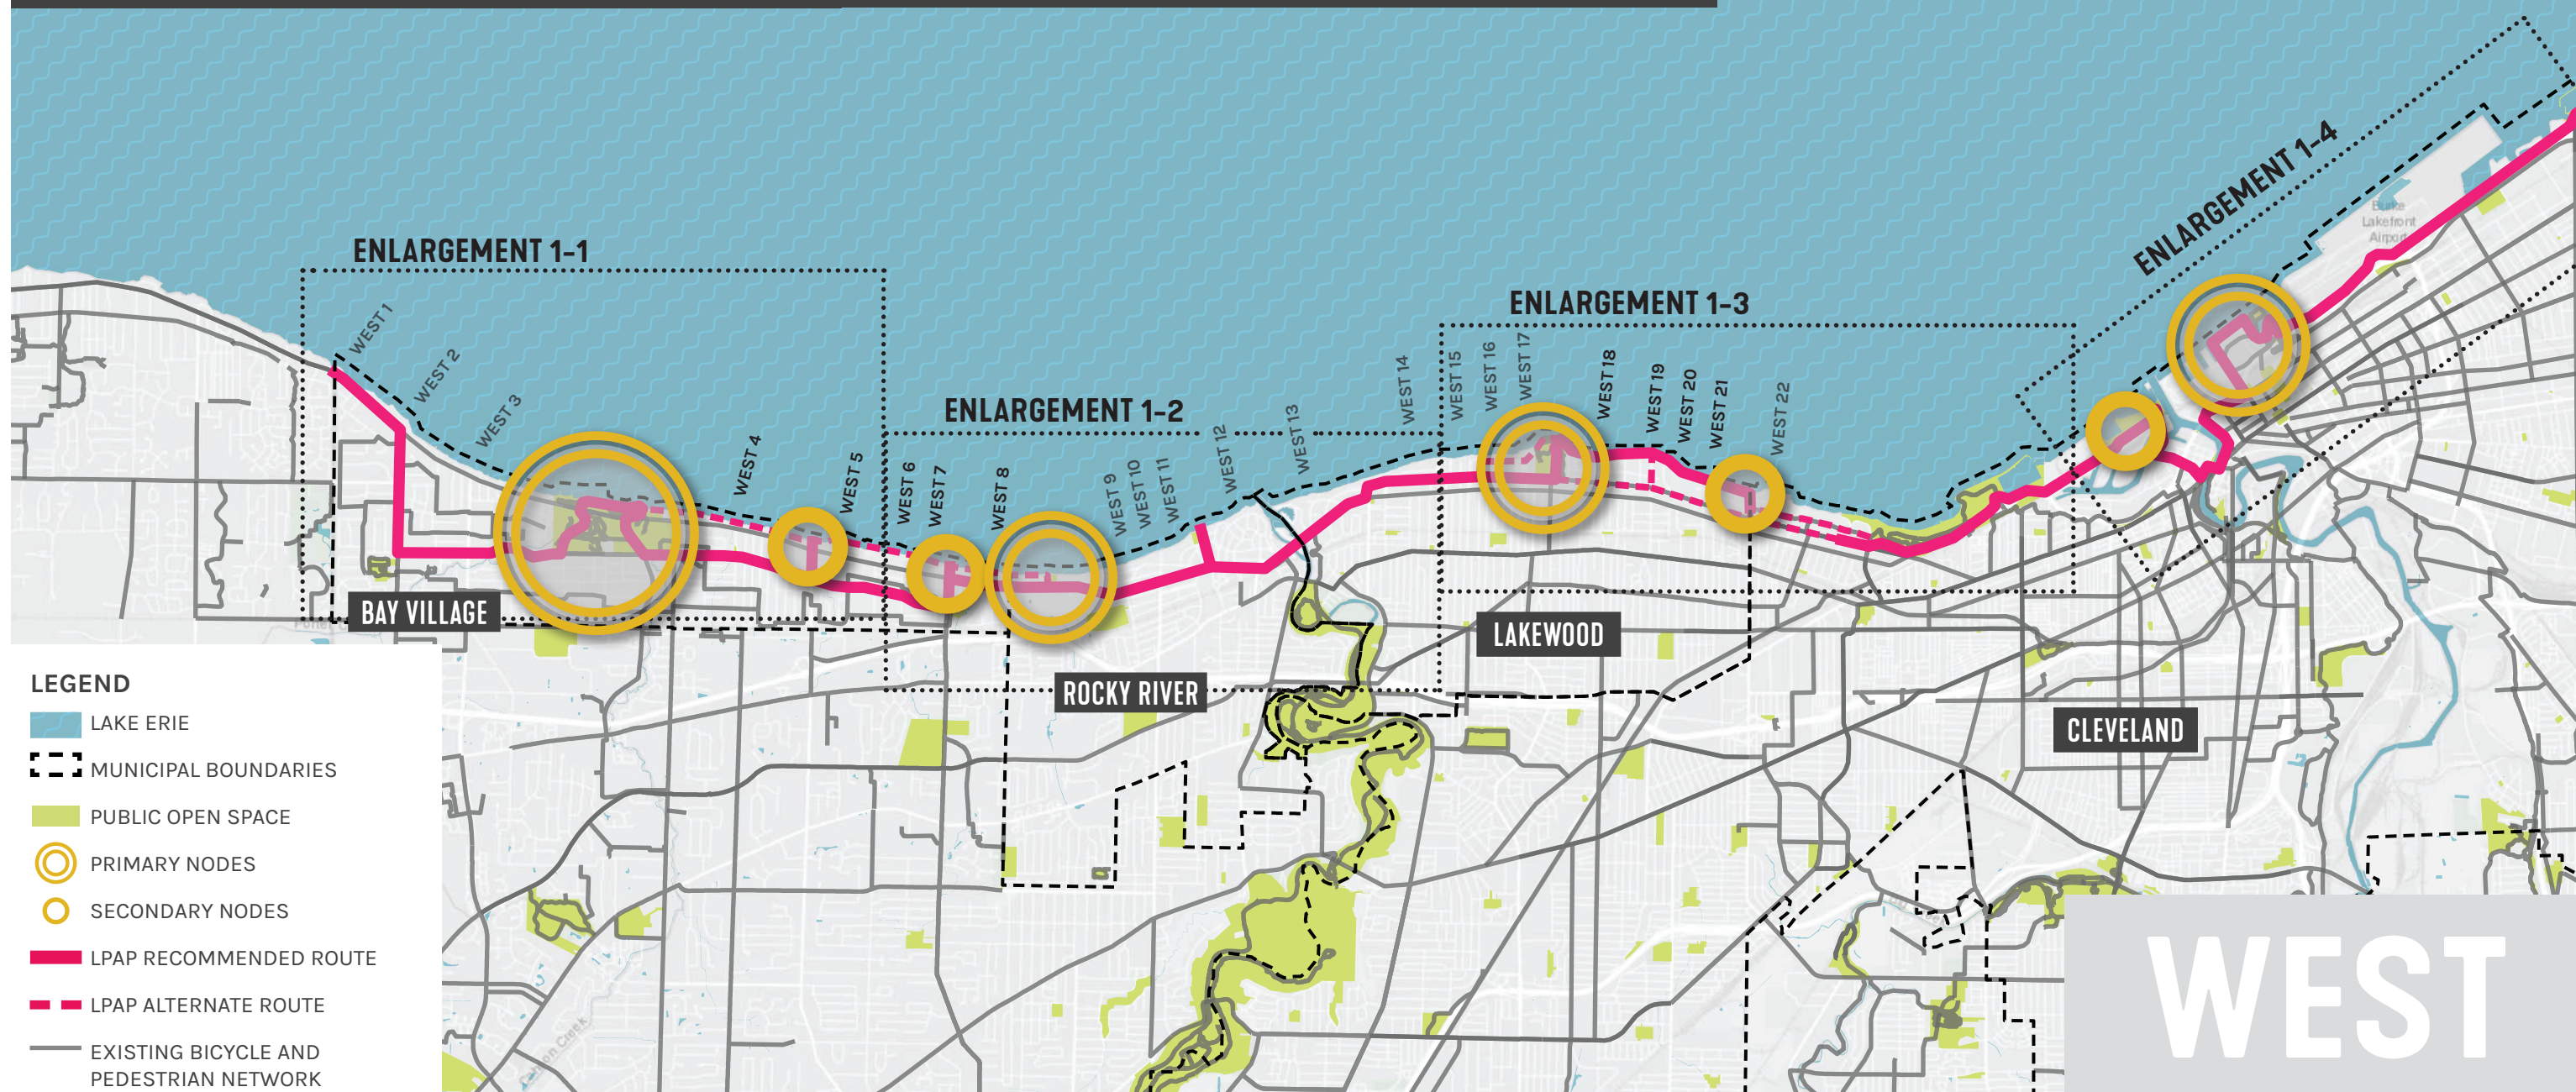 ENLARGEMENT 1-4
Burke
Lakefront
Airport
ENLARGEMENT 1-1
ENLARGEMENT 1-3
ENLARGEMENT 1-2
WEST 1
WEST 2
WEST 3
WEST 4
WEST 5
WEST 6
WEST 7
WEST 8
WEST 9
WEST 10
WEST 11
WEST 12
WEST 13
WEST 14
WEST 15
WEST 16
WEST 17
WEST 18
WEST 19
WEST 20
WEST 21
WEST 22
BAY VILLAGE
LAKEWOOD
ROCKY RIVER
CLEVELAND
LEGEND
LAKE ERIE
MUNICIPAL BOUNDARIES
PUBLIC OPEN SPACE
PRIMARY NODES
SECONDARY NODES
LPAP RECOMMENDED ROUTE
LPAP ALTERNATE ROUTE
EXISTING BICYCLE AND
PEDESTRIAN NETWORK
Creek
WEST